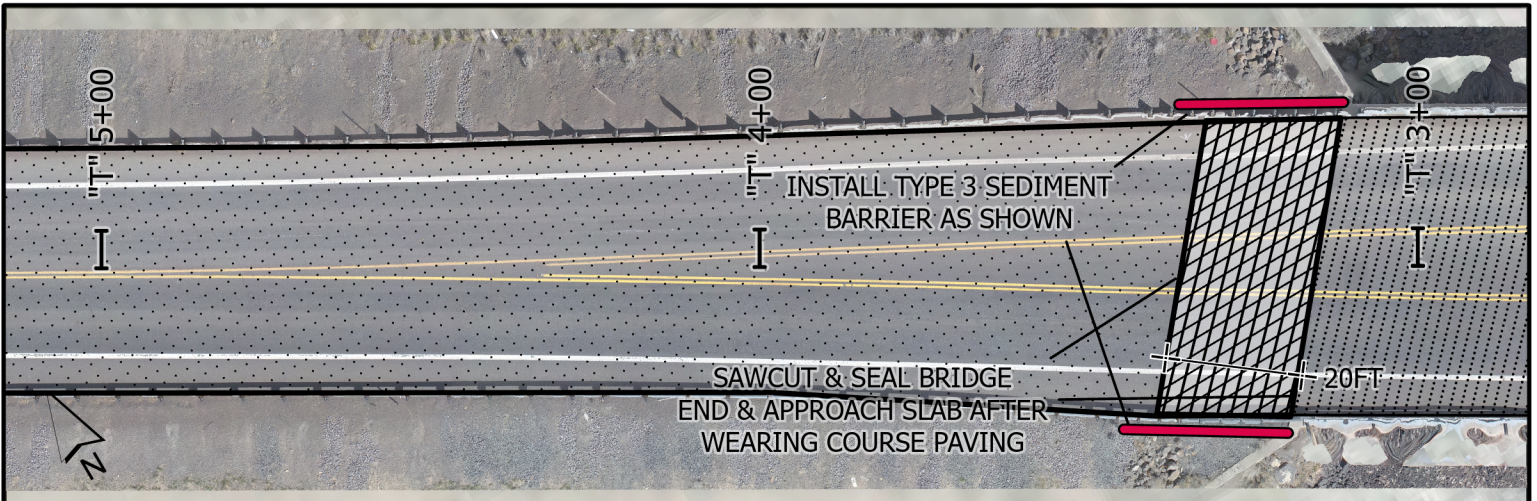 "T" 5+00
"T" 4+00
"T" 3+00
INSTALL TYPE 3 SEDIMENT
BARRIER AS SHOWN
20FT
SAWCUT & SEAL BRIDGE
END & APPROACH SLAB AFTER
WEARING COURSE PAVING
N